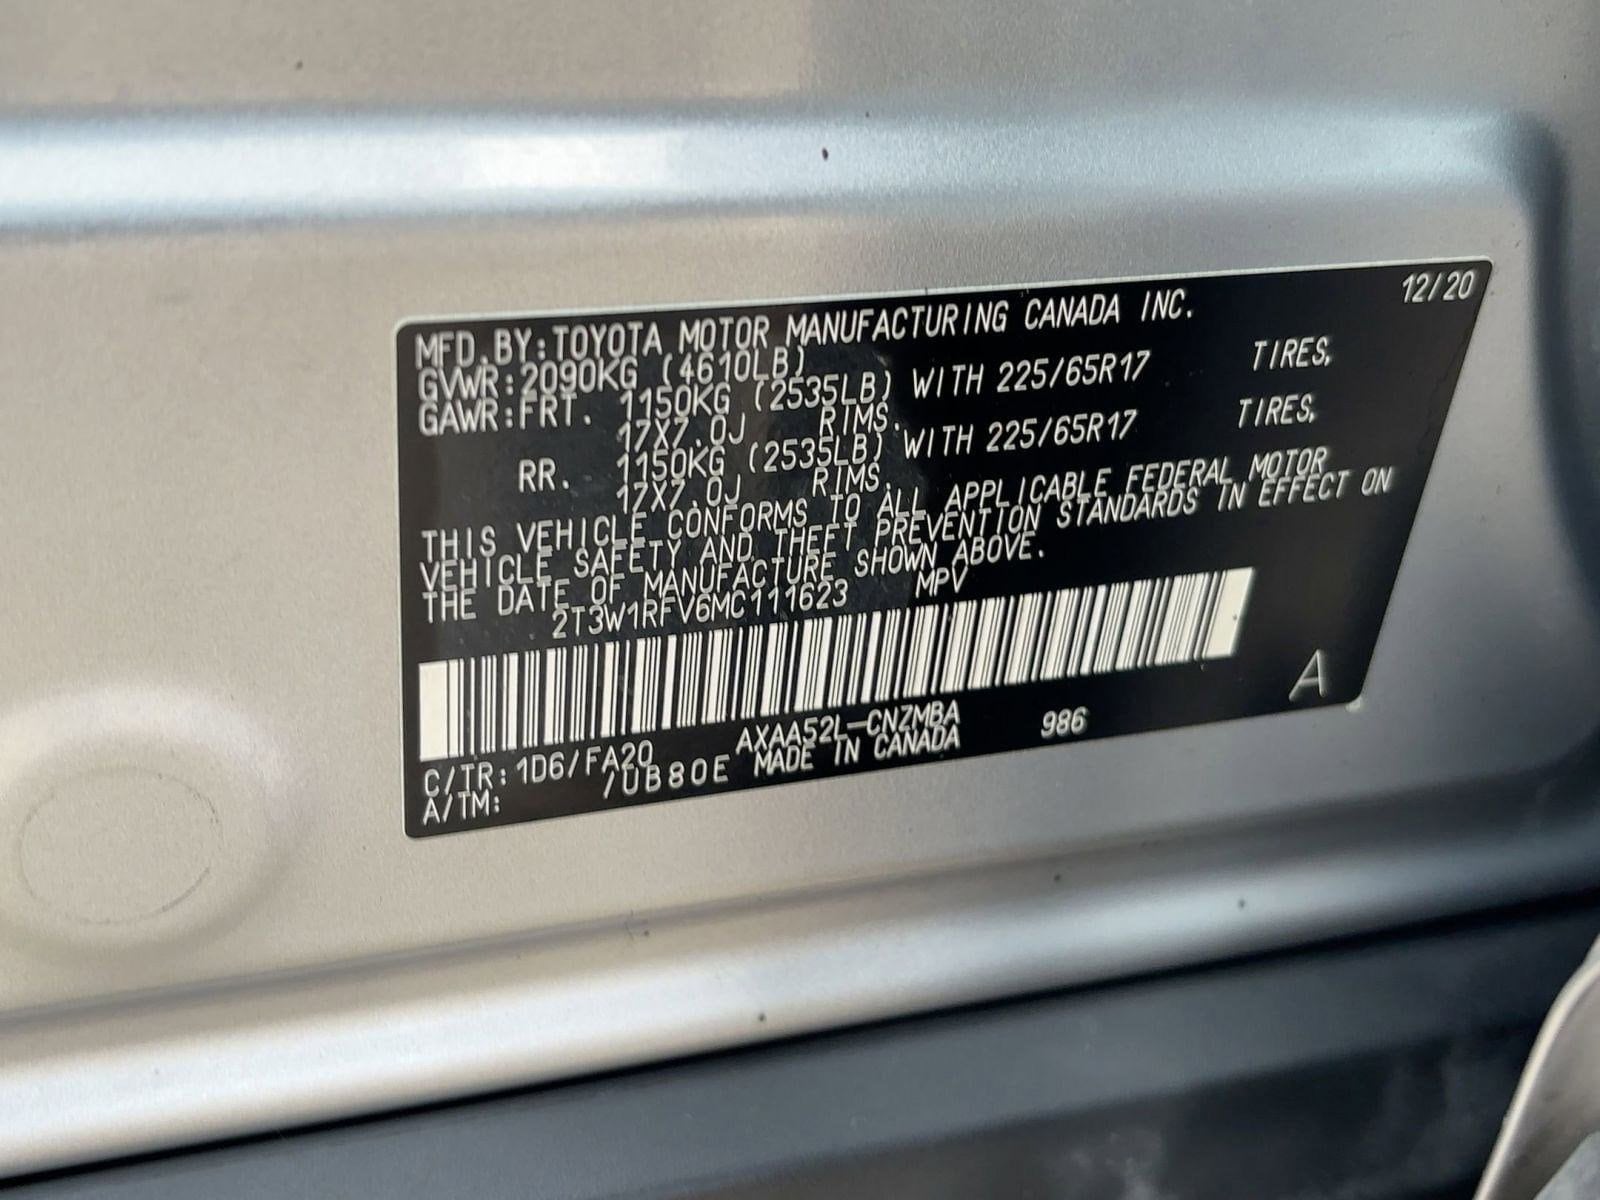 12/20
MFD.BY:TOYOTA MOTOR MANUFACTURING CANADA INC.
GVWR:2090KG (4610LB)
GAWR:FRT. 1150KG (2535LB) WITH 225/65R17 TIRES,
17X7.0J RIMS.
RR. 1150KG (2535LB) WITH 225/65R17 TIRES,
17X7.0J RIMS.
THIS VEHICLE CONFORMS TO ALL APPLICABLE FEDERAL MOTOR
VEHICLE SAFETY AND THEFT PREVENTION STANDARDS IN EFFECT ON
THE DATE OF MANUFACTURE SHOWN ABOVE.
2T3W1RFV6MC111623 MPV
A
AXAA52L-CNZMBA 986
C/TR:1D6/FA20 MADE IN CANADA
A/TM: /UB80E